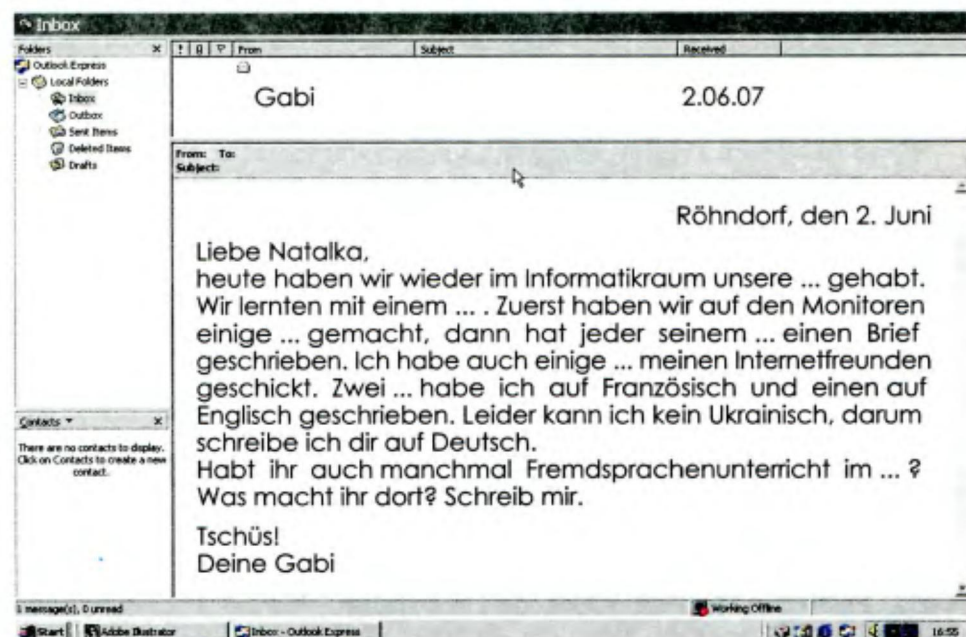 Inbox
Folders ×
! From Subject Received
Outlook Express
Local Folders
Inbox
Outbox
Sent Items
Deleted Items
Drafts
Gabi 2.06.07
From: To:
Subject:
Röhndorf, den 2. Juni
Liebe Natalka,
heute haben wir wieder im Informatikraum unsere ... gehabt.
Wir lernten mit einem ... . Zuerst haben wir auf den Monitoren
einige ... gemacht, dann hat jeder seinem ... einen Brief
geschrieben. Ich habe auch einige ... meinen Internetfreunden
geschickt. Zwei ... habe ich auf Französisch und einen auf
Englisch geschrieben. Leider kann ich kein Ukrainisch, darum
schreibe ich dir auf Deutsch.
Habt ihr auch manchmal Fremdsprachenunterricht im ... ?
Was macht ihr dort? Schreib mir.
Tschüs!
Deine Gabi
Contacts ×
There are no contacts to display.
Click on Contacts to create a new
contact.
1 message(s), 0 unread
Working Offline
Start Adobe Illustrator Inbox - Outlook Express 16:55